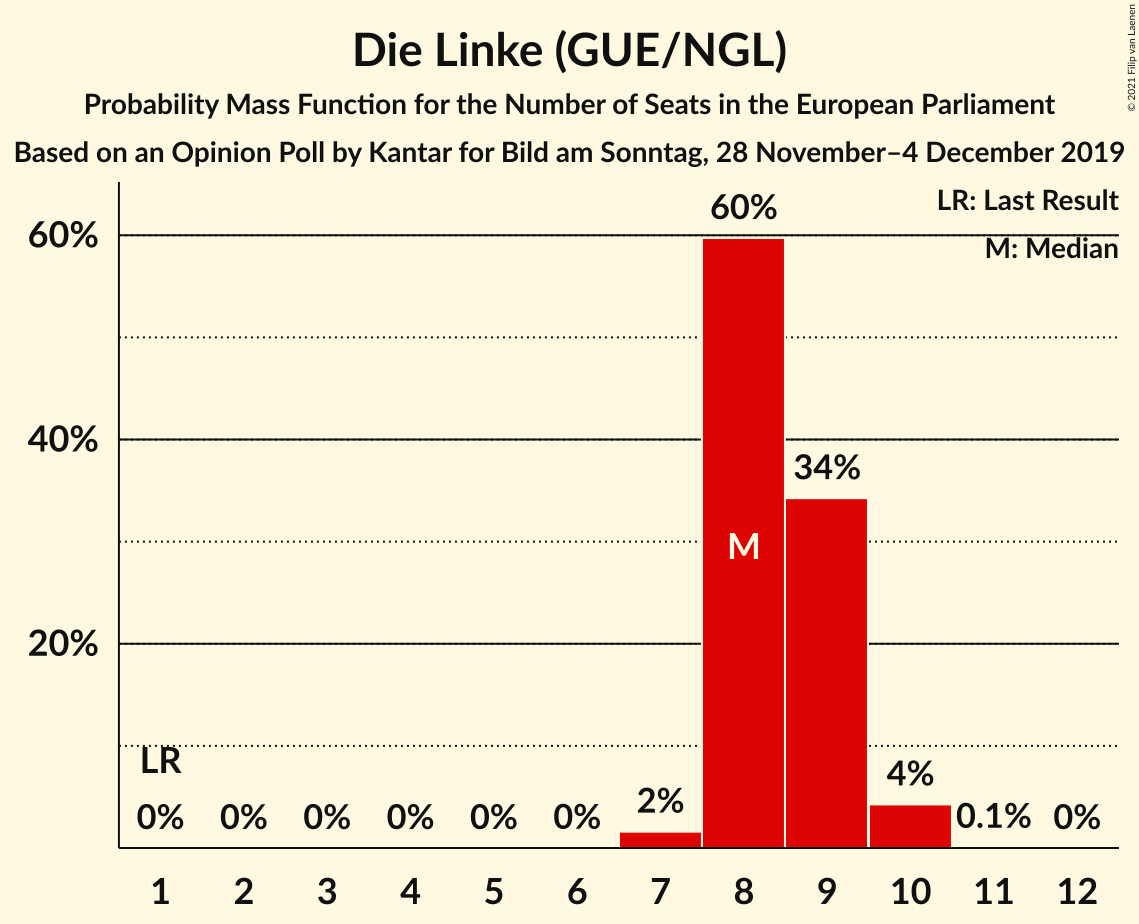 Die Linke (GUE/NGL)
Probability Mass Function for the Number of Seats in the European Parliament
Based on an Opinion Poll by Kantar for Bild am Sonntag, 28 November–4 December 2019
© 2021 Filip van Laenen
LR: Last Result
M: Median
60%
40%
20%
60%
34%
M
LR
0% 0% 0% 0% 0% 0% 2% 4% 0.1% 0%
1 2 3 4 5 6 7 8 9 10 11 12